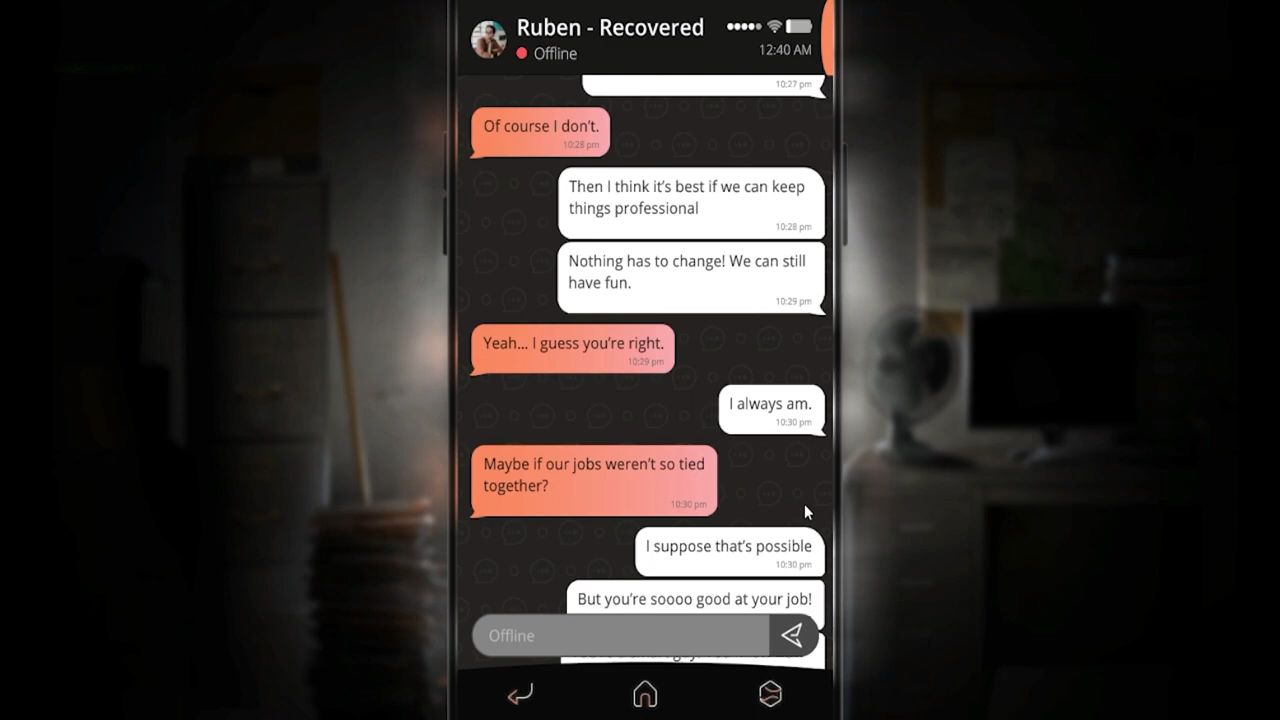 Ruben - Recovered
Offline
12:40 AM
10:27 pm
Of course I don't.
10:28 pm
Then I think it's best if we can keep
things professional
10:28 pm
Nothing has to change! We can still
have fun.
10:29 pm
Yeah... I guess you're right.
10:29 pm
I always am.
10:30 pm
Maybe if our jobs weren't so tied
together?
10:30 pm
I suppose that's possible
10:30 pm
But you're soooo good at your job!
Offline